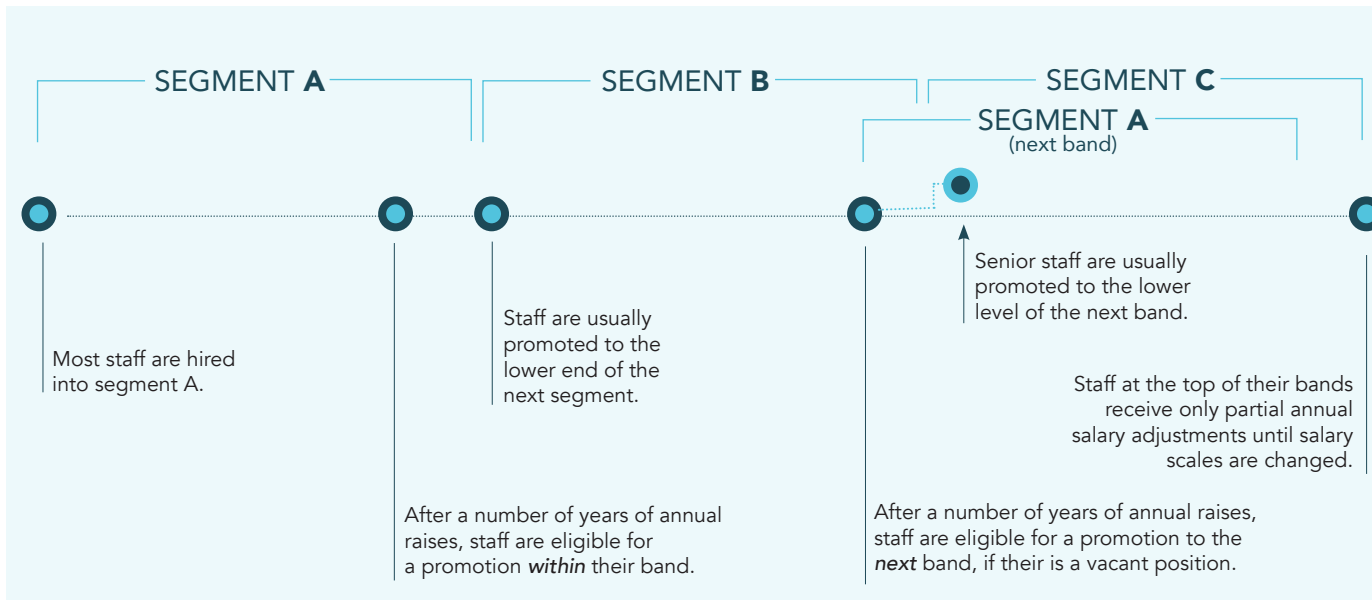 SEGMENT A
SEGMENT B
SEGMENT C
SEGMENT A
(next band)
Most staff are hired
into segment A.
After a number of years of annual
raises, staff are eligible for
a promotion within their band.
Staff are usually
promoted to the
lower end of the
next segment.
After a number of years of annual raises,
staff are eligible for a promotion to the
next band, if their is a vacant position.
Senior staff are usually
promoted to the lower
level of the next band.
Staff at the top of their bands
receive only partial annual
salary adjustments until salary
scales are changed.